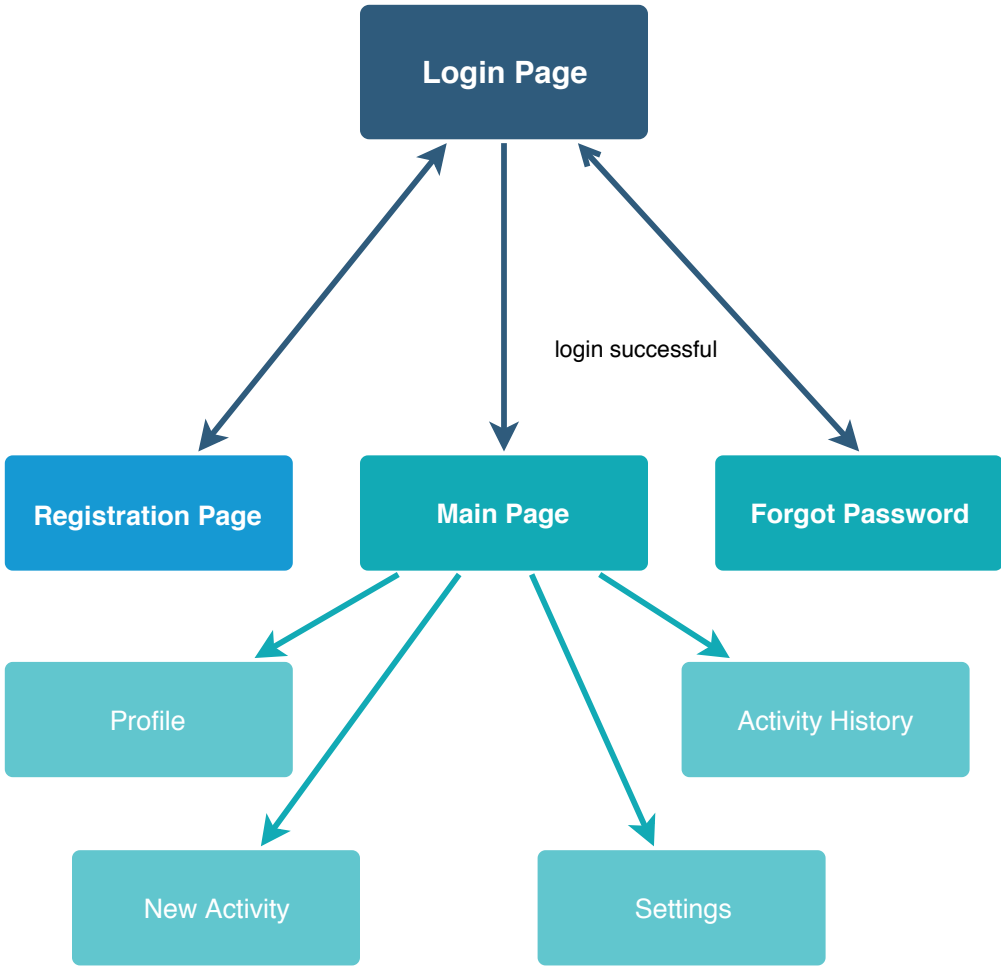 Login Page
login successful
Registration Page
Main Page
Forgot Password
Profile
Activity History
New Activity
Settings